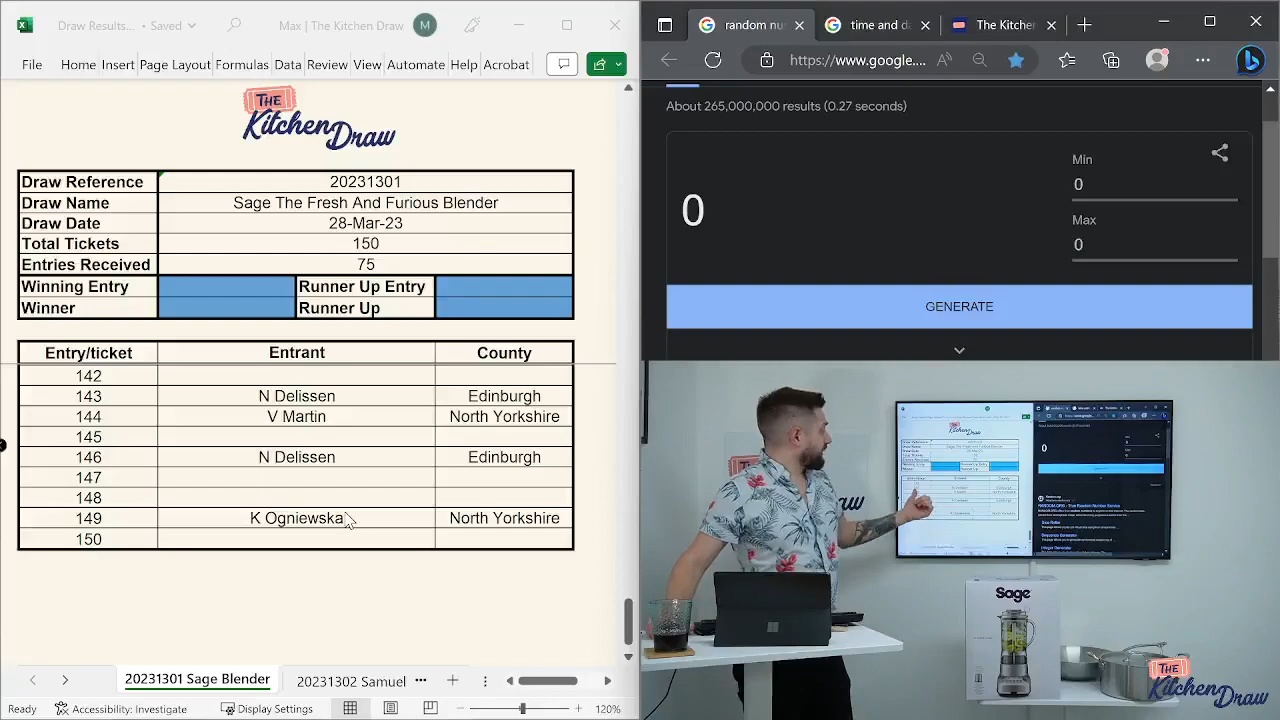 Draw Results... • Saved
Max | The Kitchen Draw
M
File Home Insert Page Layout Formulas Data Review View Automate Help Acrobat
THE
Kitchen Draw
Draw Reference 20231301
Draw Name Sage The Fresh And Furious Blender
Draw Date 28-Mar-23
Total Tickets 150
Entries Received 75
Winning Entry Runner Up Entry
Winner Runner Up
Entry/ticket Entrant County
142
143 N Delissen Edinburgh
144 V Martin North Yorkshire
145
146 N Delissen Edinburgh
147
148
149 K Ogniewska North Yorkshire
150
20231301 Sage Blender 20231302 Samuel ...
Ready Accessibility: Investigate Display Settings 120%
random nu
time and da
The Kitchen
https://www.google....
About 265,000,000 results (0.27 seconds)
0
Min
0
Max
0
GENERATE
Sage
THE
Kitchen Draw